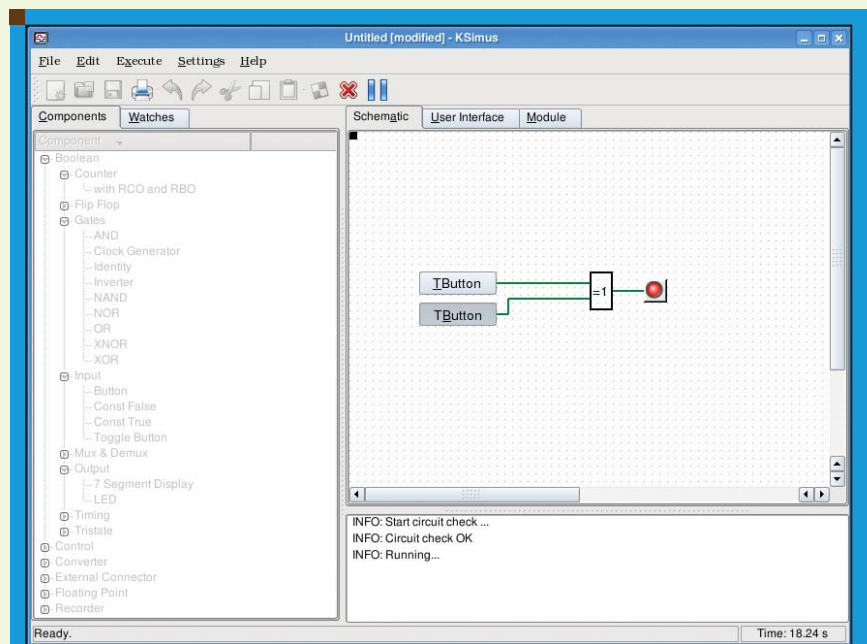 Untitled [modified] - KSimus
File Edit Execute Settings Help
Components Watches
Schematic User Interface Module
Component
Boolean
Counter
with RCO and RBO
Flip Flop
Gates
AND
Clock Generator
Identity
Inverter
NAND
NOR
OR
XNOR
XOR
Input
Button
Const False
Const True
Toggle Button
Mux & Demux
Output
7 Segment Display
LED
Timing
Tristate
Control
Converter
External Connector
Floating Point
Recorder
TButton
TButton
=1
INFO: Start circuit check ...
INFO: Circuit check OK
INFO: Running...
Ready.
Time: 18.24 s